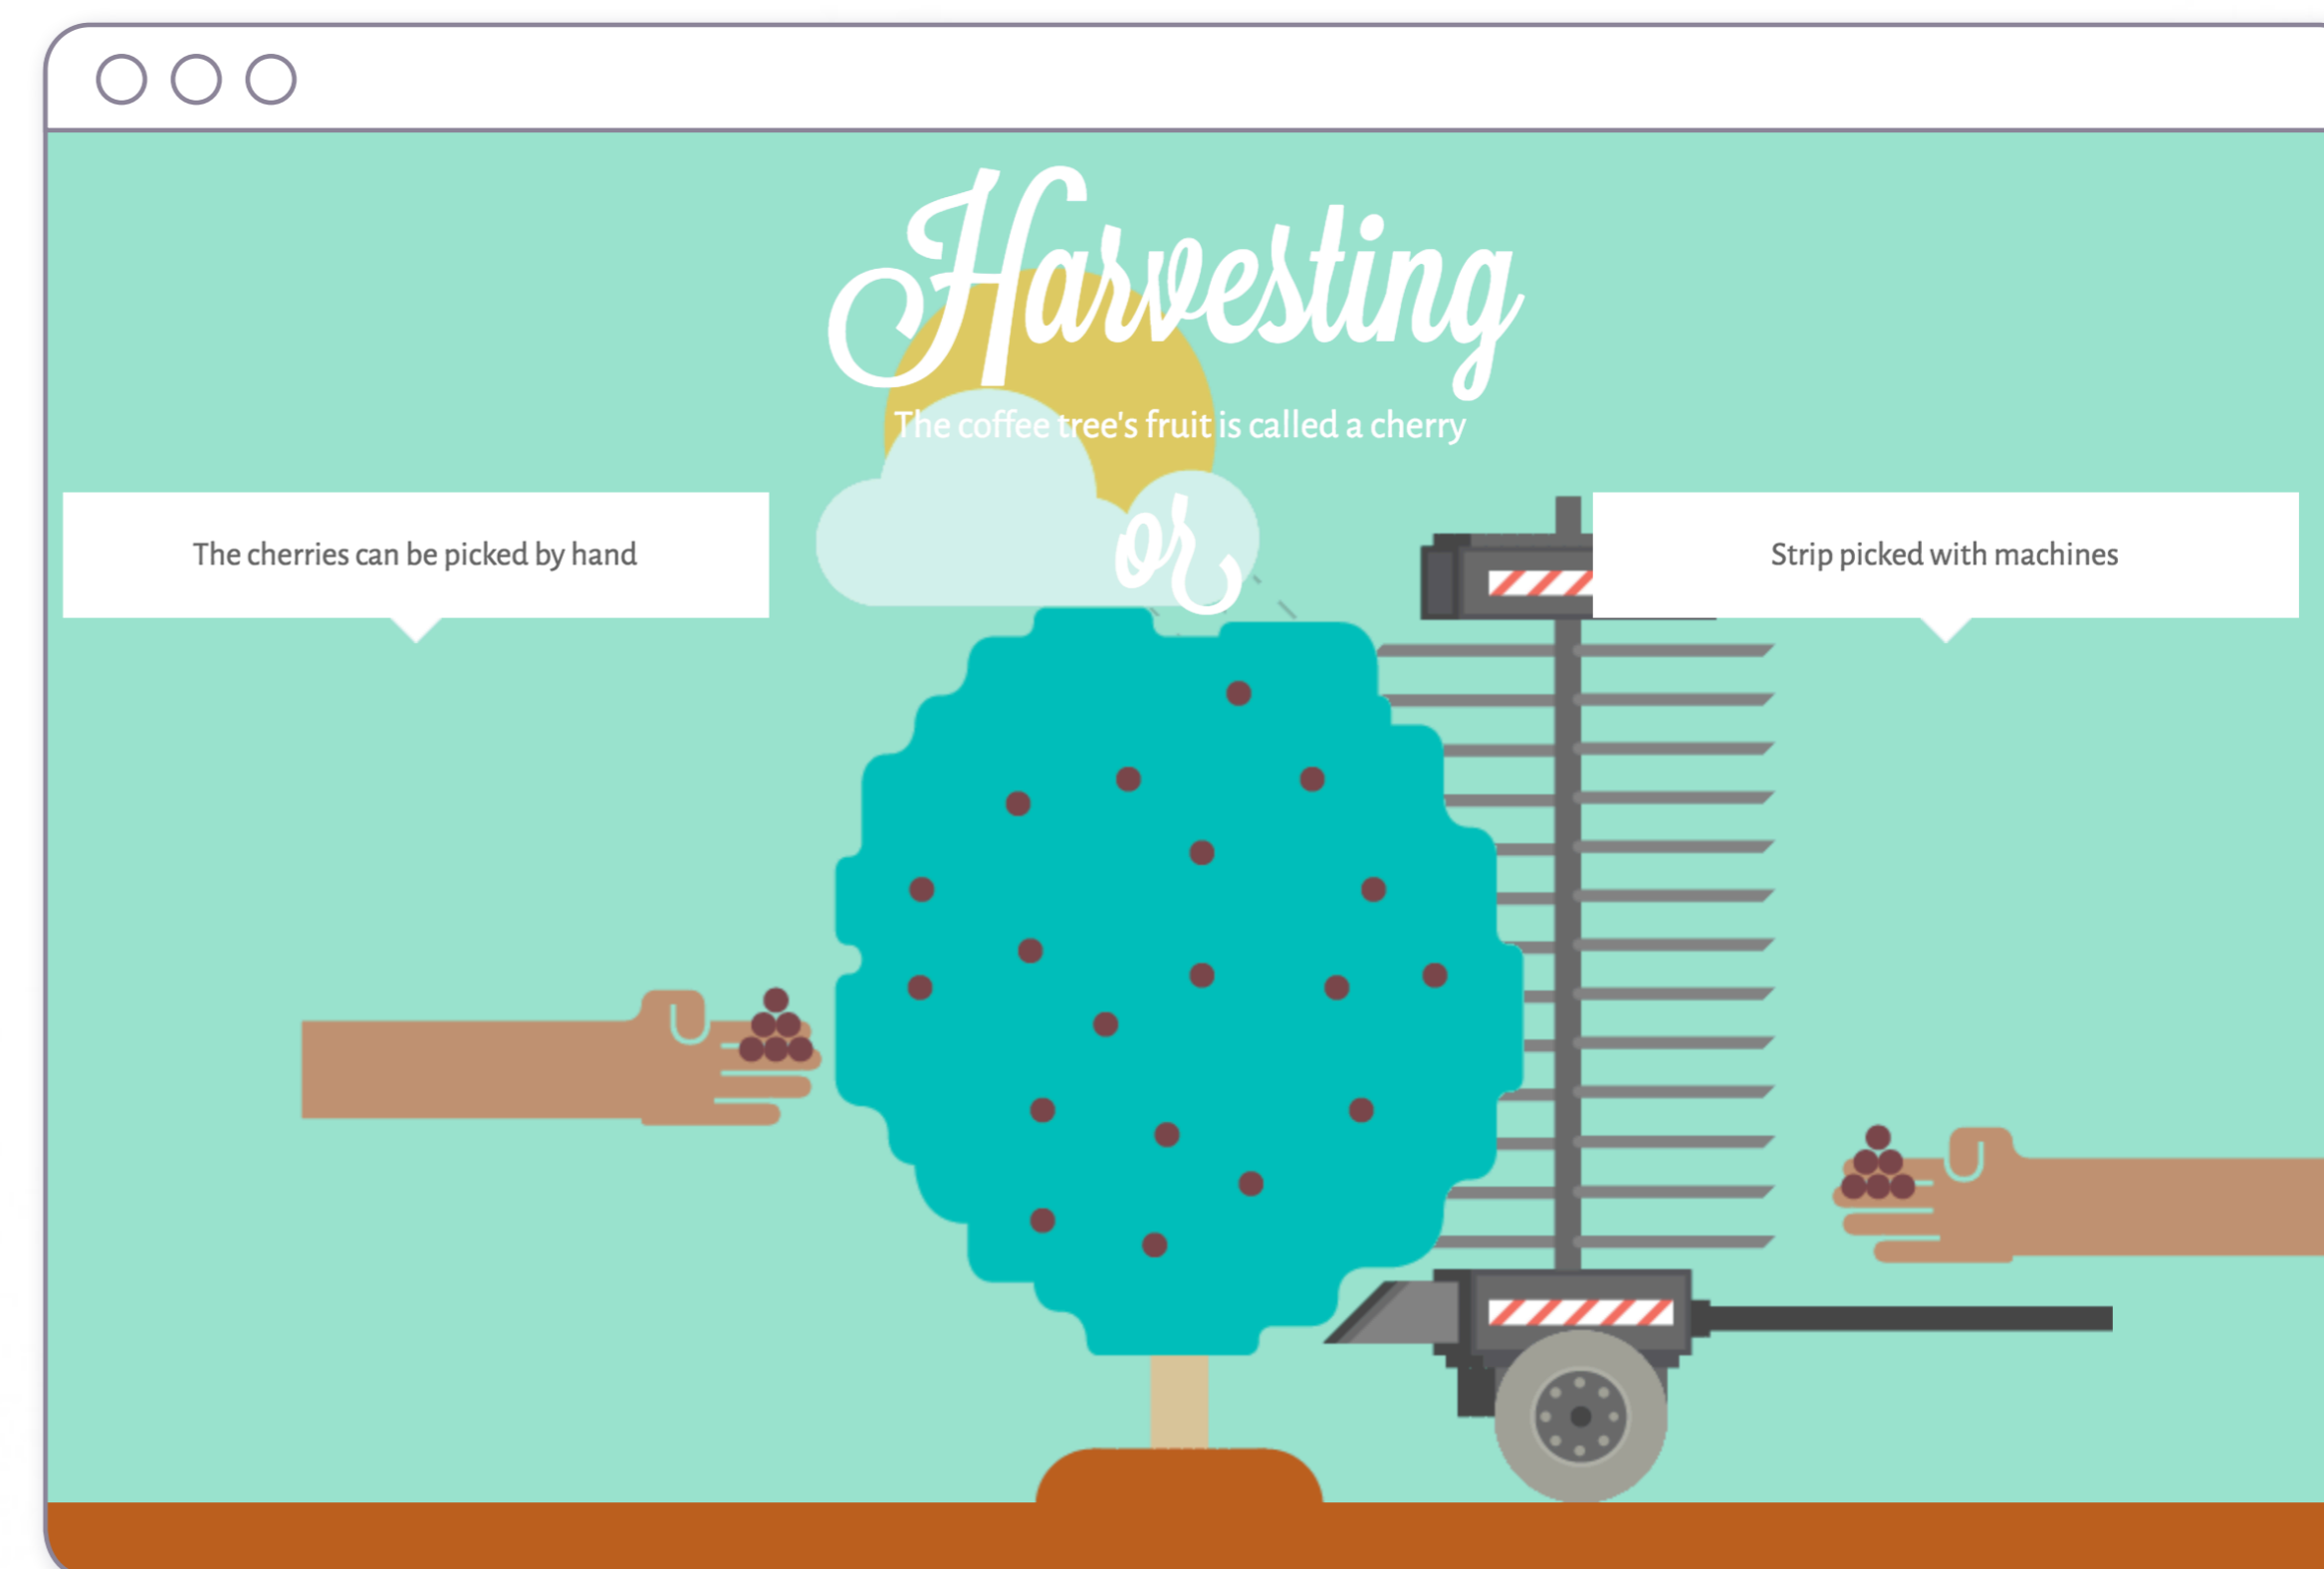 Harvesting
The coffee tree's fruit is called a cherry
The cherries can be picked by hand
or
Strip picked with machines